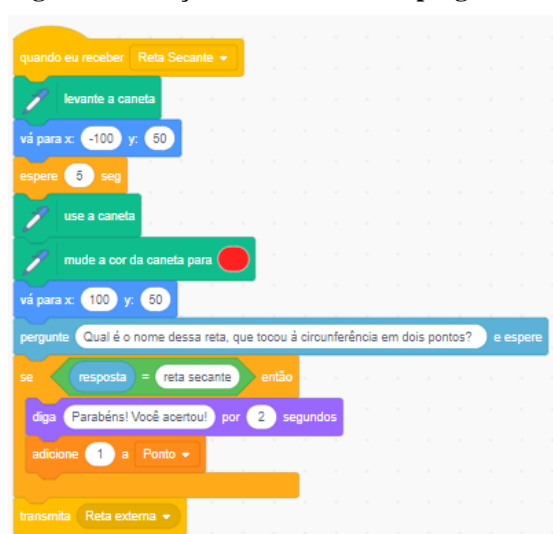 quando eu receber Reta Secante
levante a caneta
vá para x: -100 y: 50
espere 5 seg
use a caneta
mude a cor da caneta para
vá para x: 100 y: 50
pergunte Qual é o nome dessa reta, que tocou à circunferência em dois pontos? e espere
se resposta = reta secante então
diga Parabéns! Você acertou! por 2 segundos
adicione 1 a Ponto
transmita Reta externa